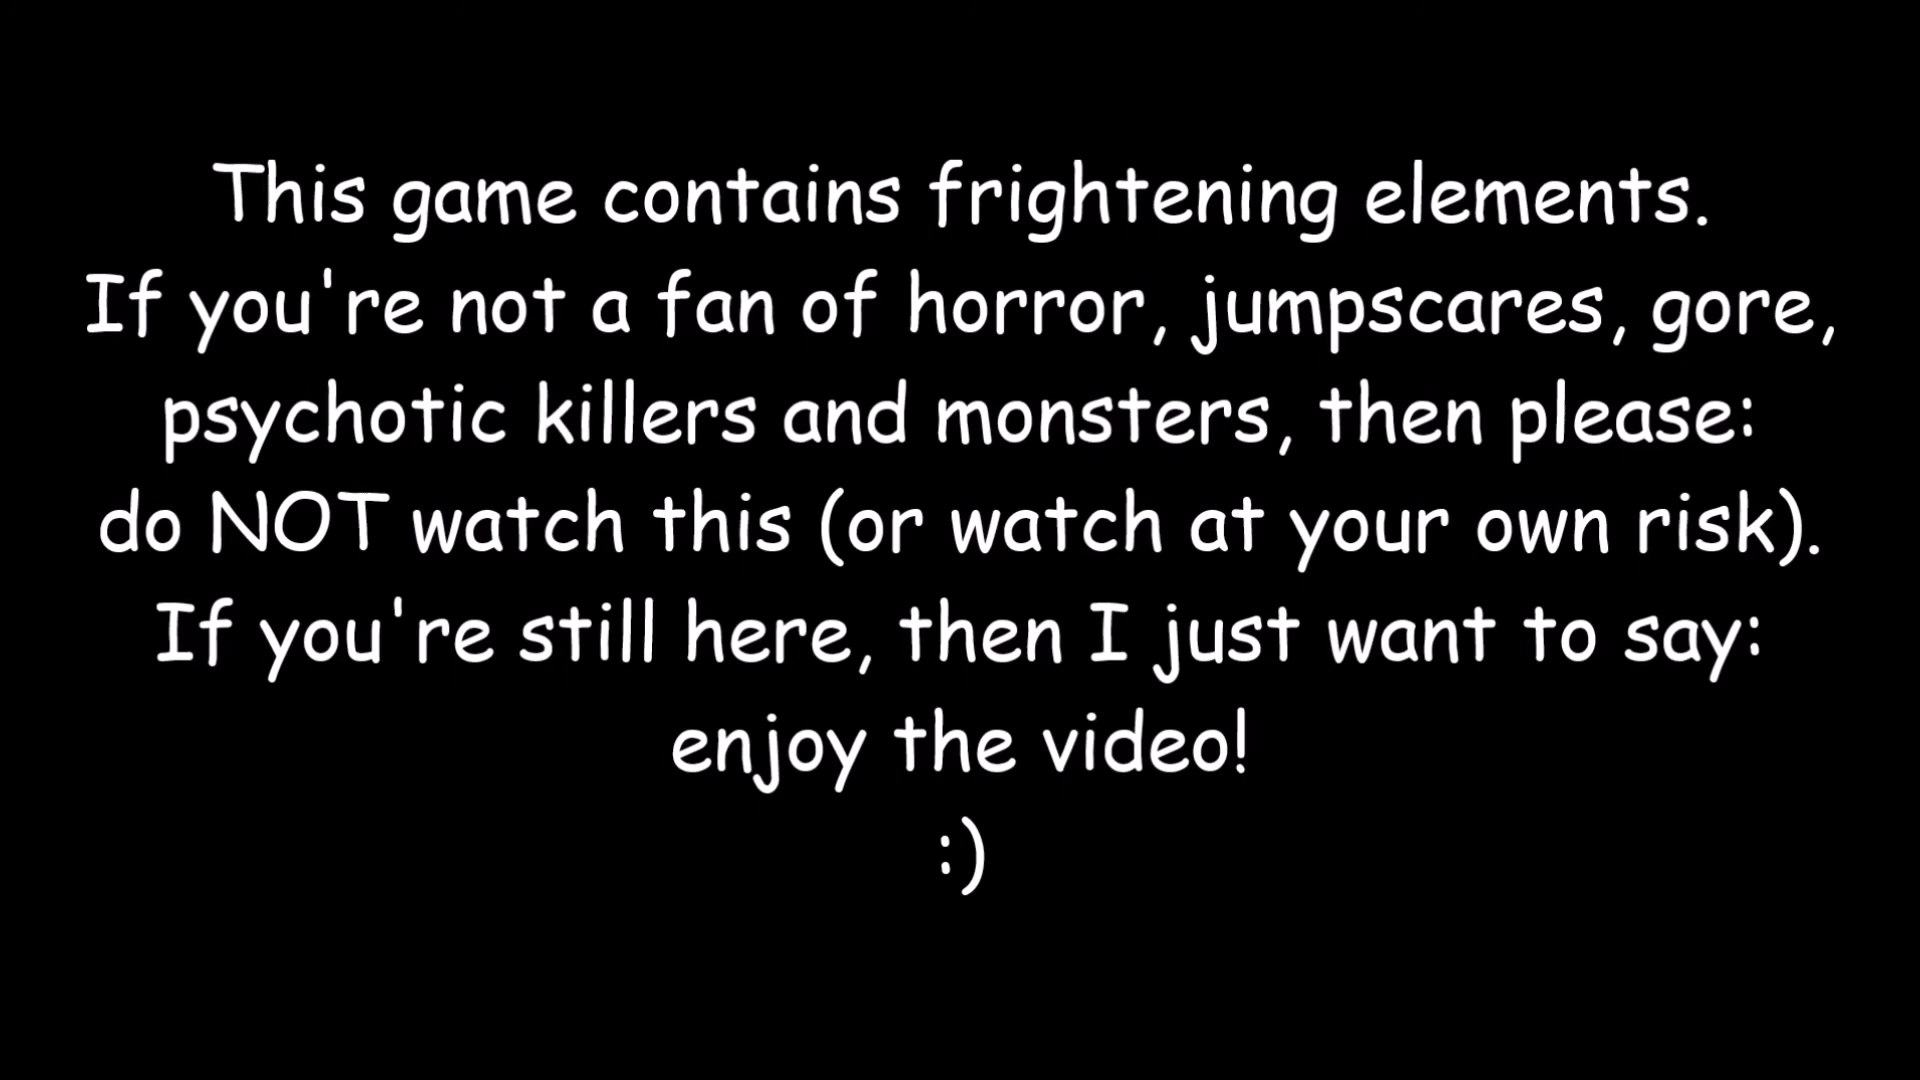 This game contains frightening elements.
If you're not a fan of horror, jumpscares, gore,
psychotic killers and monsters, then please:
do NOT watch this (or watch at your own risk).
If you're still here, then I just want to say:
enjoy the video!
:)